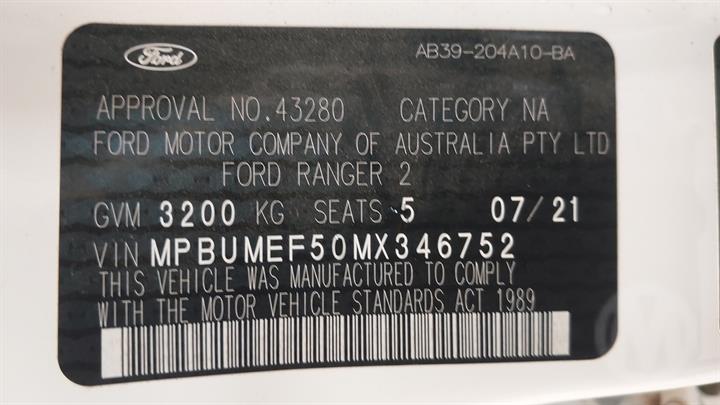 Ford AB39-204A10-BA
APPROVAL NO.43280 CATEGORY NA
FORD MOTOR COMPANY OF AUSTRALIA PTY LTD
FORD RANGER 2
GVM 3200 KG SEATS 5 07/21
VIN MPBUMEF50MX346752
THIS VEHICLE WAS MANUFACTURED TO COMPLY
WITH THE MOTOR VEHICLE STANDARDS ACT 1989